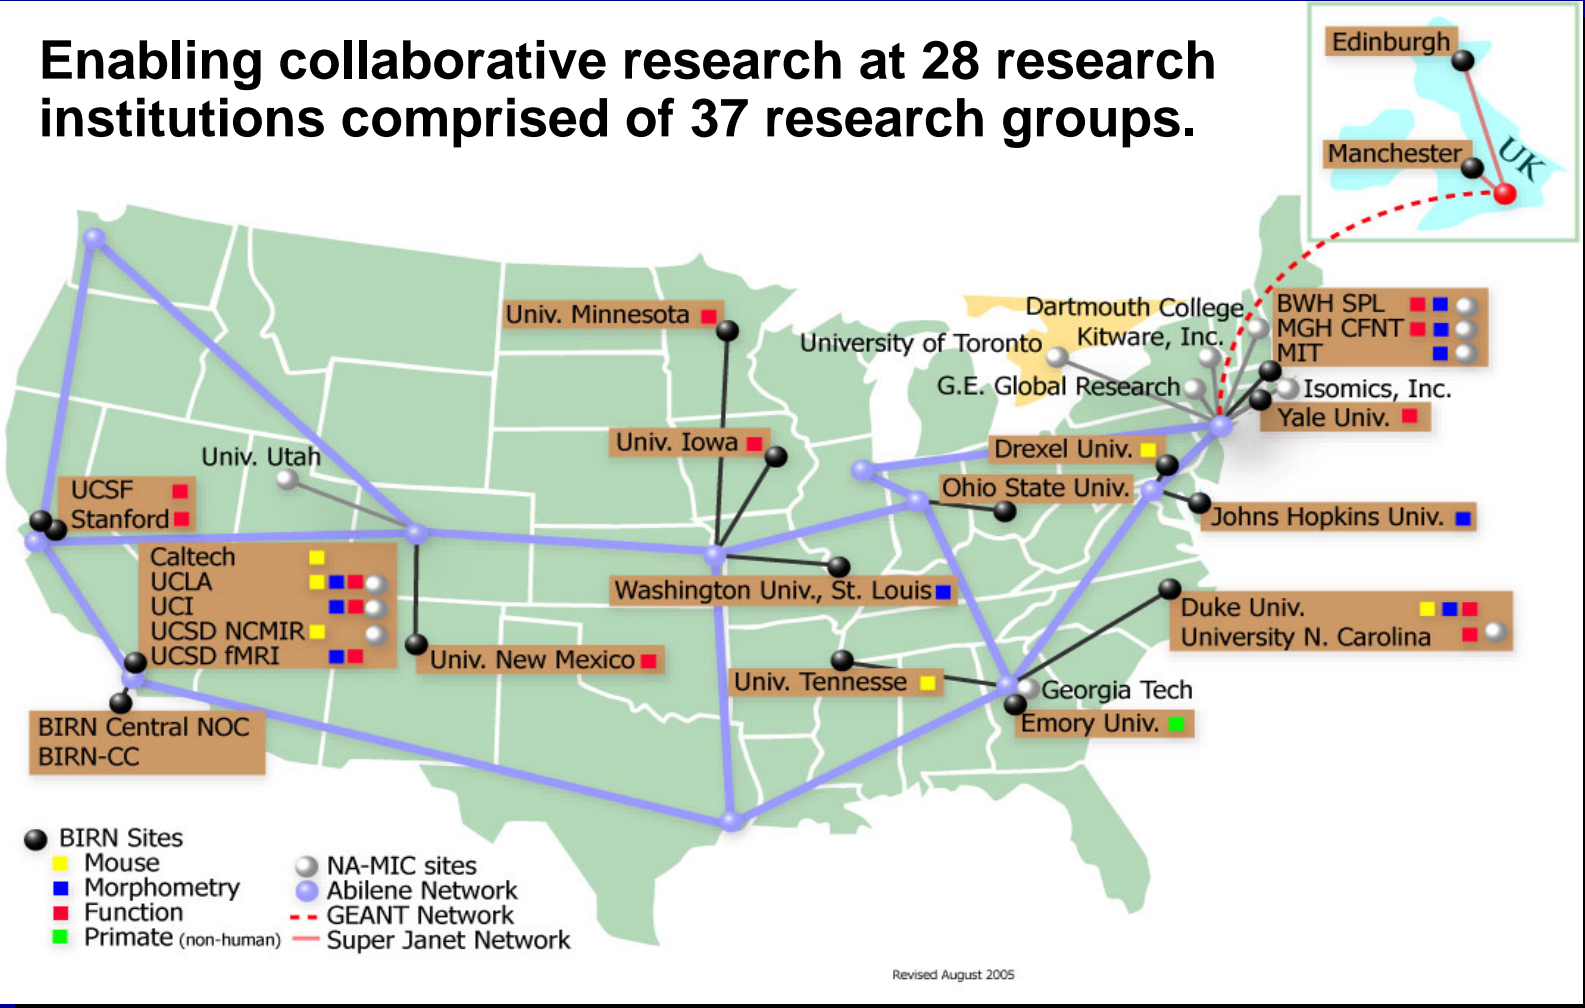 Enabling collaborative research at 28 research
institutions comprised of 37 research groups.
Edinburgh
Manchester
UK
Univ. Minnesota
Dartmouth College
University of Toronto
Kitware, Inc.
G.E. Global Research
BWH SPL
MGH CFNT
MIT
Isomics, Inc.
Yale Univ.
Univ. Iowa
Drexel Univ.
Univ. Utah
Ohio State Univ.
Johns Hopkins Univ.
UCSF
Stanford
Caltech
UCLA
UCI
UCSD NCMIR
UCSD fMRI
Washington Univ., St. Louis
Duke Univ.
University N. Carolina
Univ. New Mexico
Univ. Tennesse
Georgia Tech
Emory Univ.
BIRN Central NOC
BIRN-CC
BIRN Sites
Mouse
Morphometry
Function
Primate (non-human)
NA-MIC sites
Abilene Network
GEANT Network
Super Janet Network
Revised August 2005